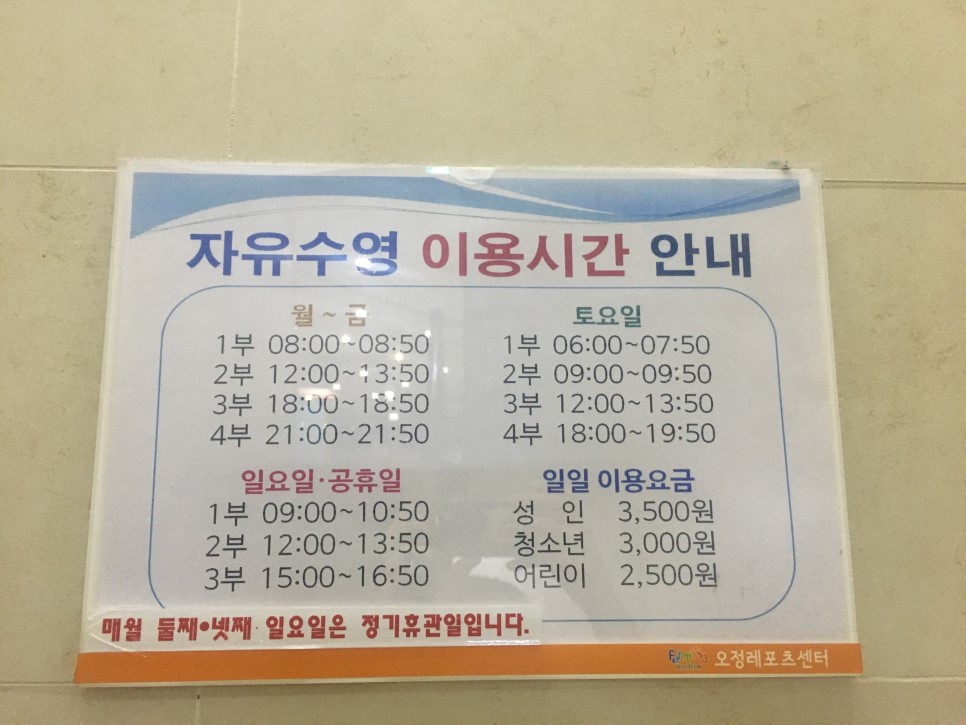 자유수영 이용시간 안내
월 ~ 금
1부 08:00~08:50
2부 12:00~13:50
3부 18:00~18:50
4부 21:00~21:50
토요일
1부 06:00~07:50
2부 09:00~09:50
3부 12:00~13:50
4부 18:00~19:50
일요일·공휴일
1부 09:00~10:50
2부 12:00~13:50
3부 15:00~16:50
일일 이용요금
성 인 3,500원
청소년 3,000원
어린이 2,500원
매월 둘째•넷째 일요일은 정기휴관일입니다.
오정레포츠센터